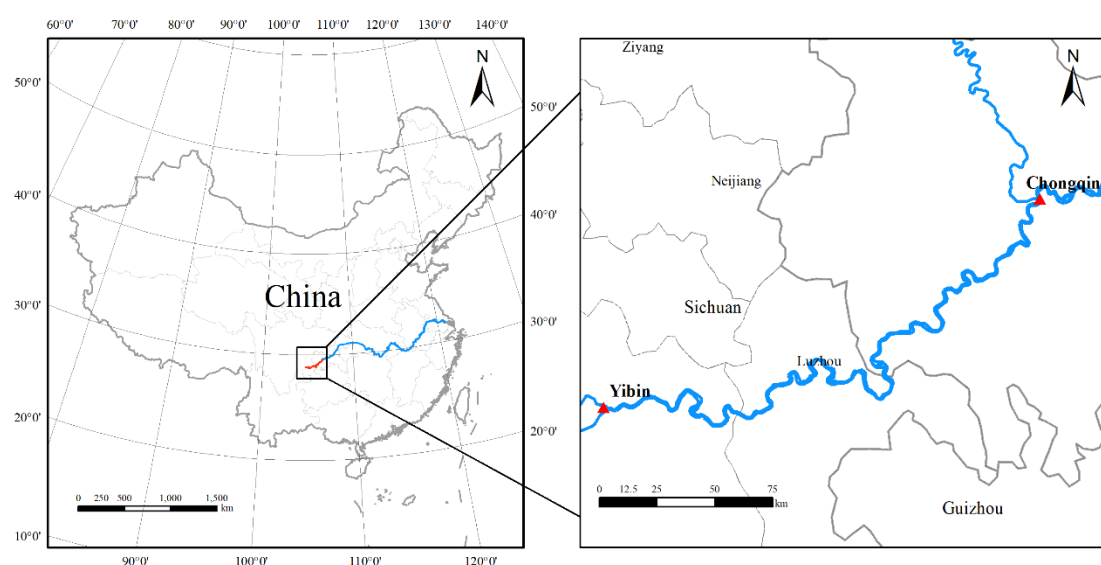 60°0' 70°0' 80°0' 90°0' 100°0' 110°0' 120°0' 130°0' 140°0'
N
50°0'
50°0'
40°0'
40°0'
30°0'
30°0'
20°0'
20°0'
10°0'
China
0 250 500 1,000 1,500
km
90°0' 100°0' 110°0' 120°0'
Ziyang
N
Neijiang
Chongqin
Sichuan
Luzhou
Yibin
Guizhou
0 12.5 25 50 75
km